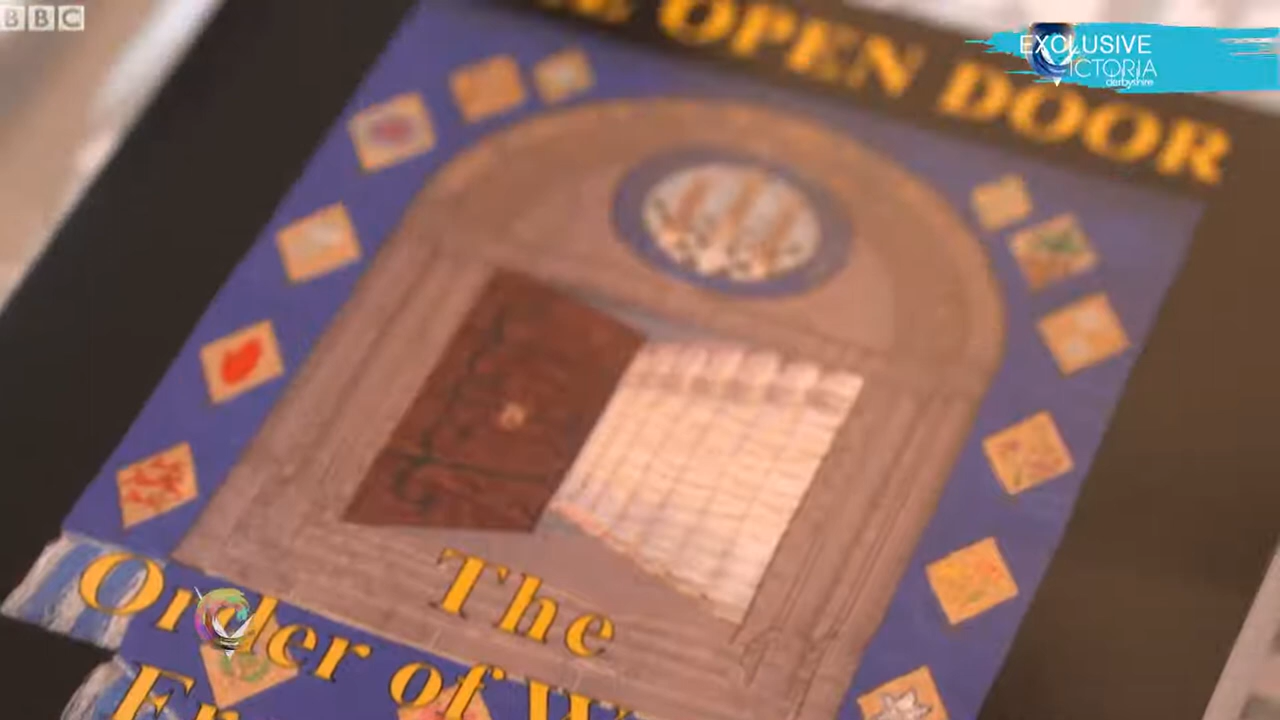 BBC
EXCLUSIVE
VICTORIA
derbyshire
OPEN DOOR
The
Order of